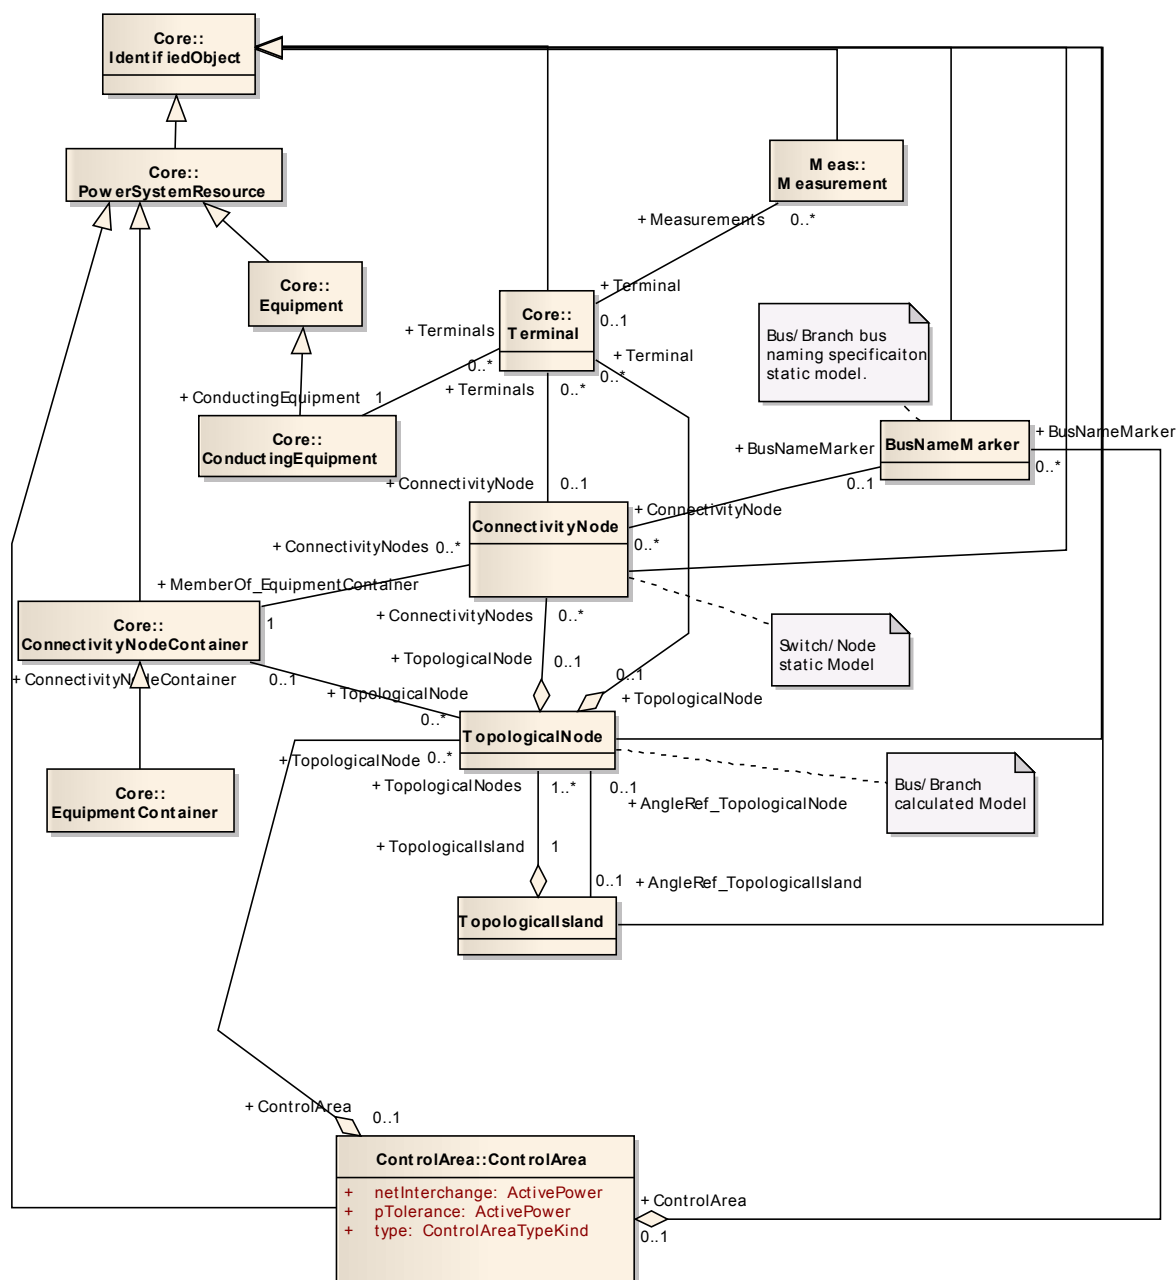 Core::
IdentifiedObject
Core::
PowerSystemResource
Meas::
Measurement
+ Measurements
0..*
Core::
Equipment
+ Terminal
0..1
Core::
Terminal
+ Terminals
0..*
+ Terminal
0..*
+ Terminals
0..*
Bus/Branch bus
naming specificaiton
static model.
+ ConductingEquipment
1
Core::
ConductingEquipment
BusNameMarker
+ BusNameMarker
0..*
+ BusNameMarker
0..1
+ ConnectivityNode
0..1
ConnectivityNode
+ ConnectivityNode
0..*
+ ConnectivityNodes
0..*
+ MemberOf_EquipmentContainer
1
+ ConnectivityNodes
0..*
Core::
ConnectivityNodeContainer
Switch/Node
static Model
+ ConnectivityNodeContainer
0..1
+ TopologicalNode
0..1
+ TopologicalNode
0..*
0..1
+ TopologicalNode
TopologicalNode
+ TopologicalNode
0..*
+ TopologicalNodes
1..*
0..1
+ AngleRef_TopologicalNode
Bus/Branch
calculated Model
Core::
EquipmentContainer
+ TopologicalIsland
1
0..1
+ AngleRef_TopologicalIsland
TopologicalIsland
+ ControlArea
0..1
ControlArea::ControlArea
+ netInterchange: ActivePower
+ pTolerance: ActivePower
+ type: ControlAreaTypeKind
+ ControlArea
0..1